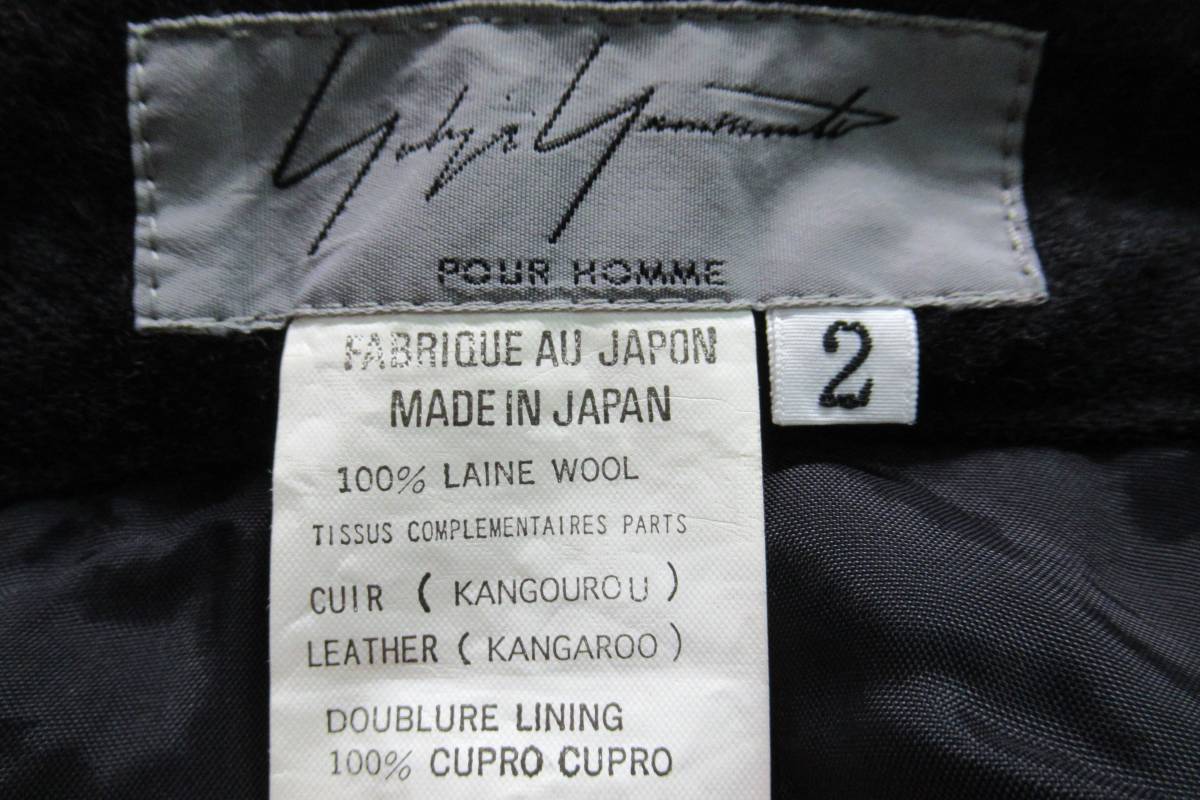 Yohji Yamamoto
POUR HOMME
2
FABRIQUE AU JAPON
MADE IN JAPAN
100% LAINE WOOL
TISSUS COMPLEMENTAIRES PARTS
CUIR ( KANGOUROU )
LEATHER ( KANGAROO )
DOUBLURE LINING
100% CUPRO CUPRO